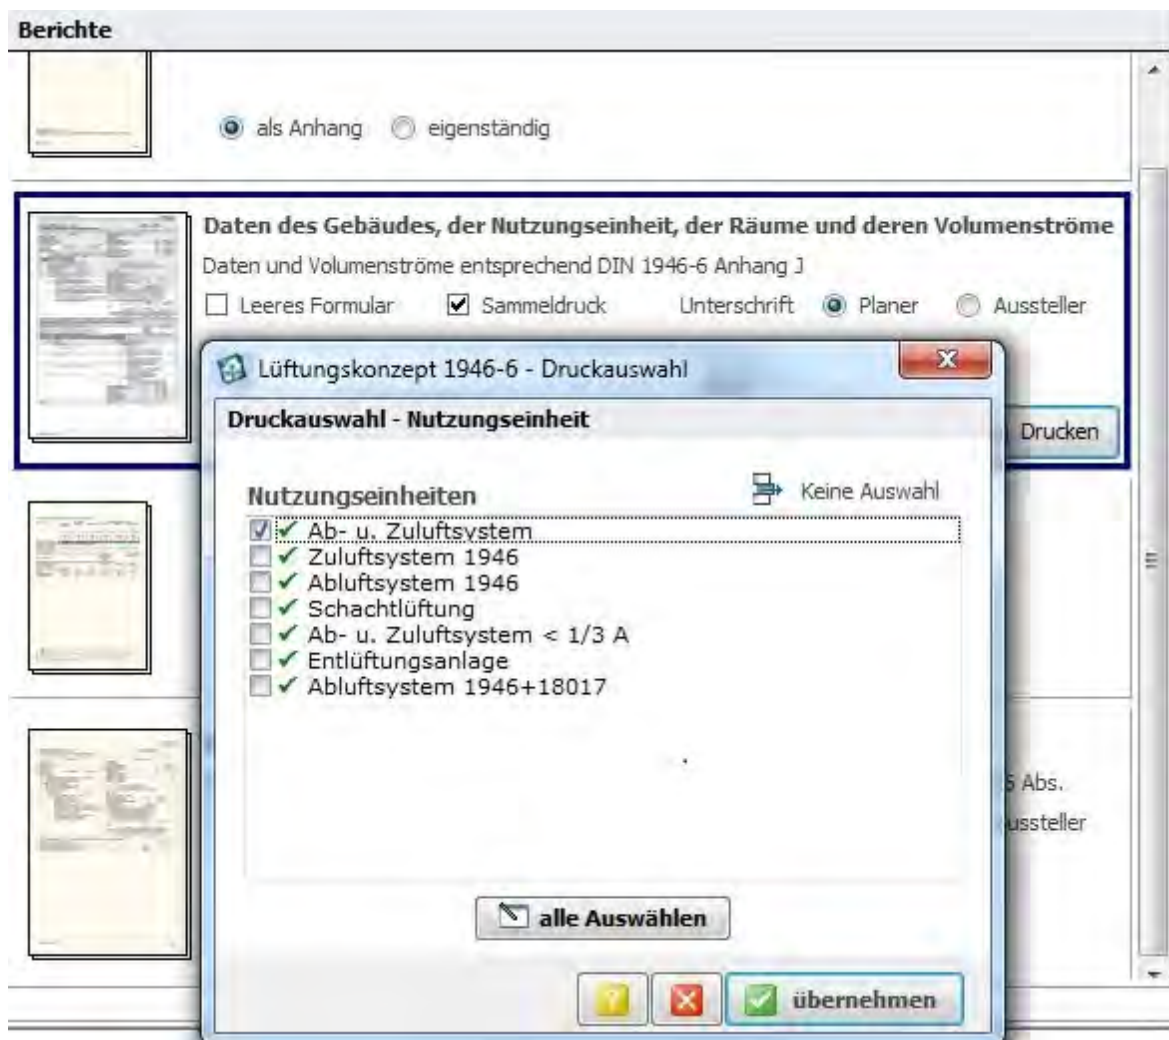 Berichte
als Anhang eigenständig
Daten des Gebäudes, der Nutzungseinheit, der Räume und deren Volumenströme
Daten und Volumenströme entsprechend DIN 1946-6 Anhang J
Leeres Formular Sammeldruck Unterschrift Planer Aussteller
Lüftungskonzept 1946-6 - Druckauswahl
Druckauswahl - Nutzungseinheit
Drucken
Nutzungseinheiten Keine Auswahl
Ab- u. Zuluftsystem
Zuluftsystem 1946
Abluftsystem 1946
Schachtlüftung
Ab- u. Zuluftsystem < 1/3 A
Entlüftungsanlage
Abluftsystem 1946+18017
Abs.
ussteller
alle Auswählen
übernehmen